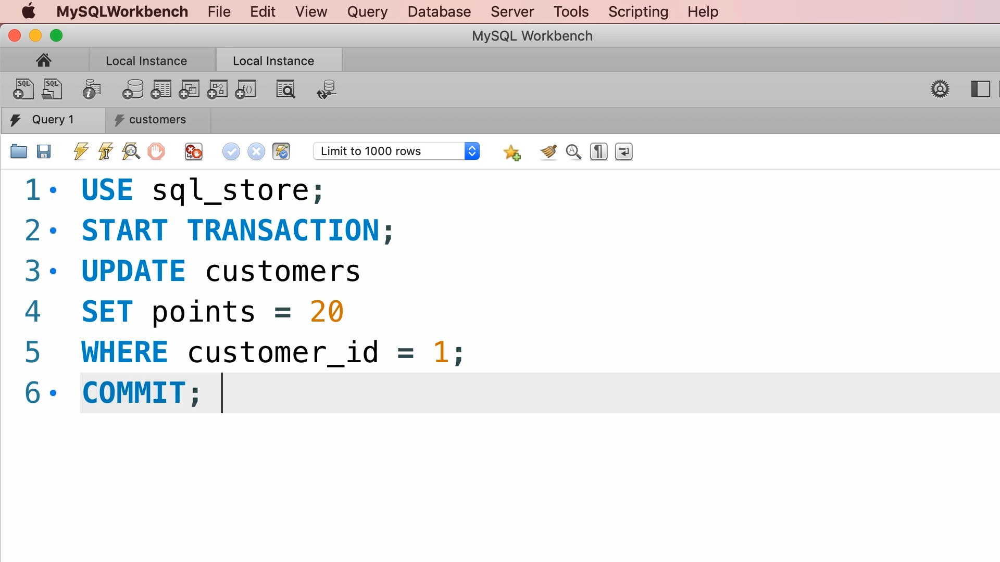 MySQLWorkbench File Edit View Query Database Server Tools Scripting Help
MySQL Workbench
Local Instance Local Instance
SQL SQL f()
Query 1 customers
Limit to 1000 rows
1 USE sql_store;
2 START TRANSACTION;
3 UPDATE customers
4 SET points = 20
5 WHERE customer_id = 1;
6 COMMIT;